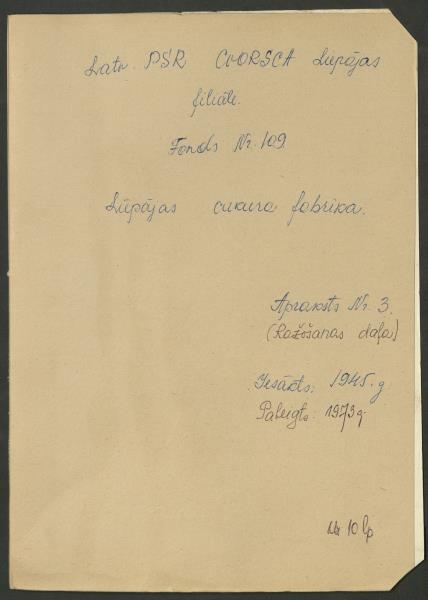 Latv. PSR CVORSCA Liepājas
filiāle.
Fonds Nr. 109
Liepājas cukura fabrika.
Apraksts Nr. 3.
(Ražošanas daļa)
Iesākts: 1945. g.
Pabeigts: 1973 g.
10 lp